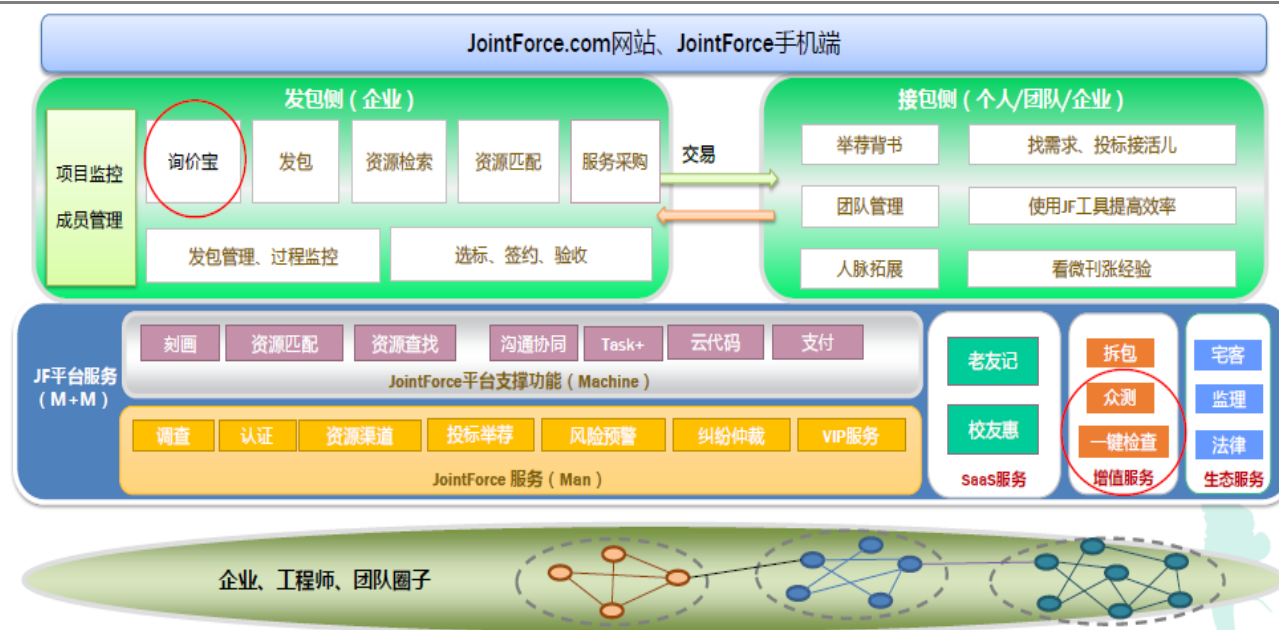 JointForce.com网站、JointForce手机端
发包侧（企业）
项目监控
成员管理
询价宝
发包
资源检索
资源匹配
服务采购
发包管理、过程监控
选标、签约、验收
交易
接包侧（个人/团队/企业）
举荐背书
找需求、投标接活儿
团队管理
使用JF工具提高效率
人脉拓展
看微刊涨经验
JF平台服务
（M+M）
刻画
资源匹配
资源查找
沟通协同
Task+
云代码
支付
JointForce平台支撑功能（Machine）
调查
认证
资源渠道
投标举荐
风险预警
纠纷仲裁
VIP服务
JointForce 服务（Man）
老友记
校友惠
SaaS服务
拆包
众测
一键检查
增值服务
宅客
监理
法律
生态服务
企业、工程师、团队圈子